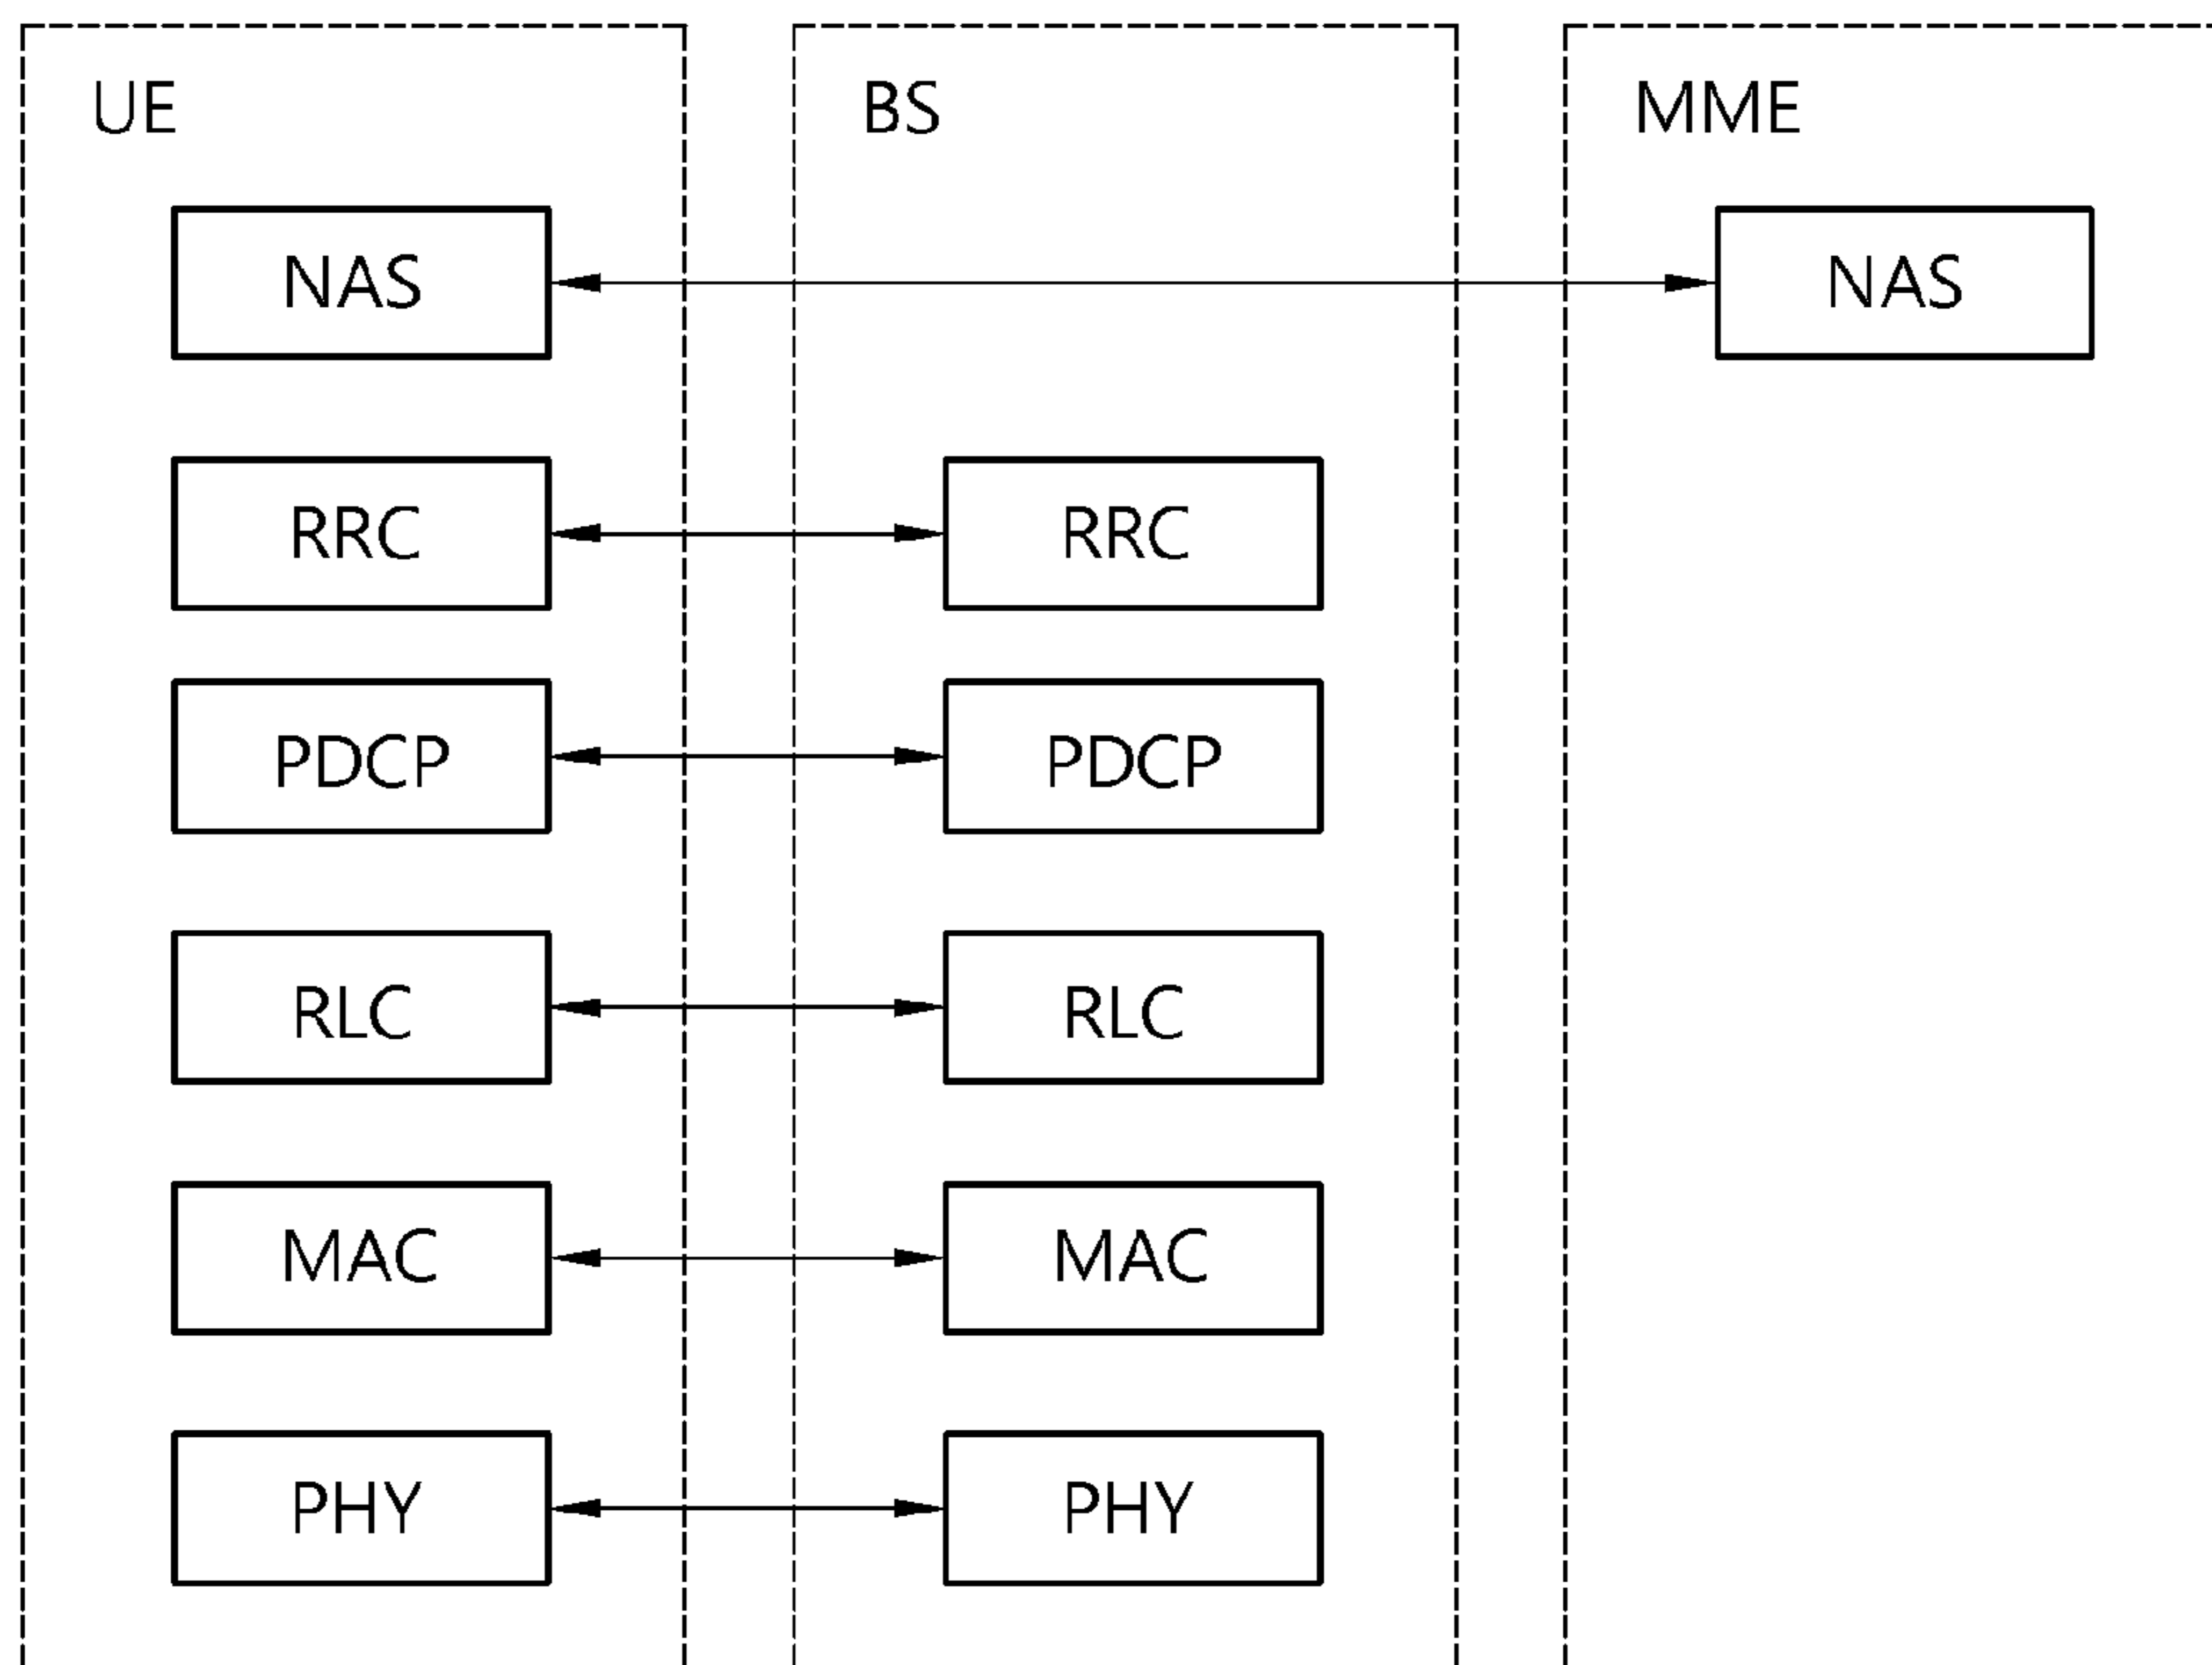 UE BS MME
NAS NAS
RRC RRC
PDCP PDCP
RLC RLC
MAC MAC
PHY PHY